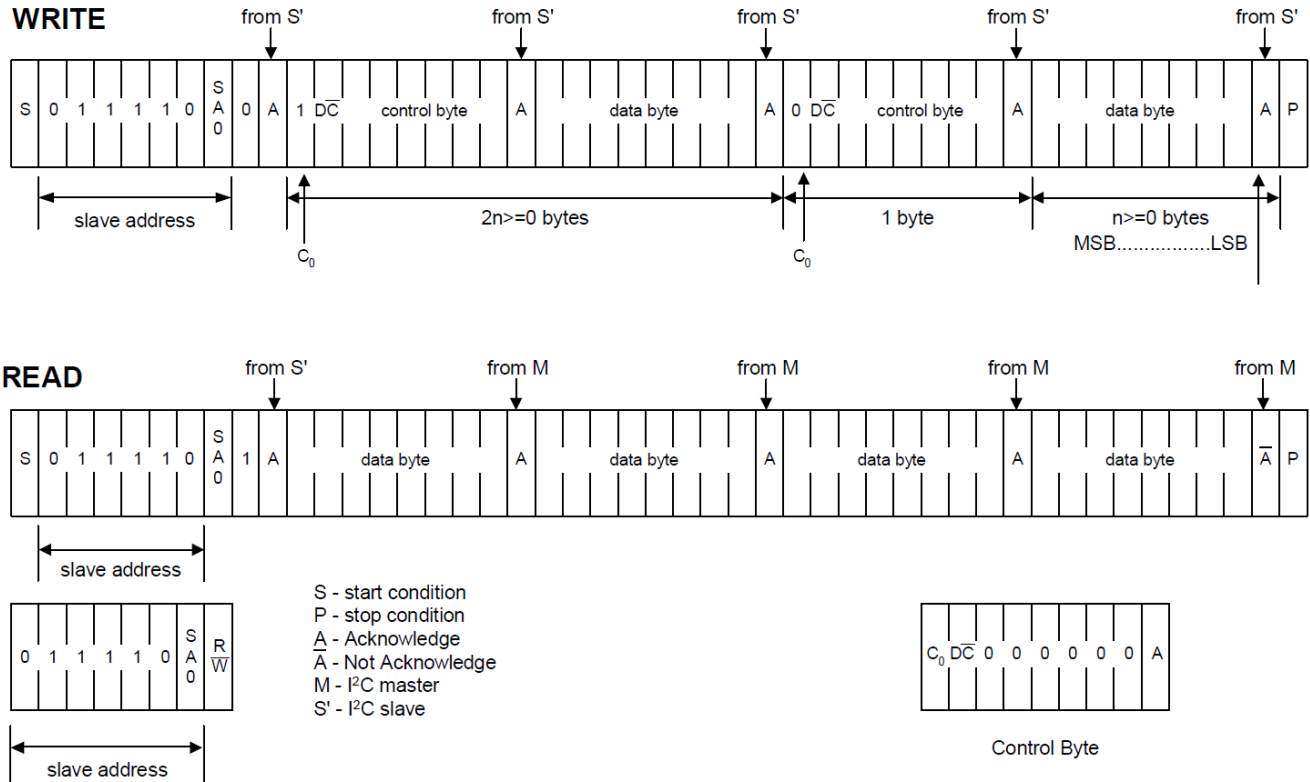 WRITE
from S' from S' from S' from S' from S'
S 0 1 1 1 1 0 SA0 0 A 1 DC̅ control byte A data byte A 0 DC̅ control byte A data byte A P
slave address 2n>=0 bytes 1 byte n>=0 bytes
MSB.................LSB
C₀ C₀
READ
from S' from M from M from M from M
S 0 1 1 1 1 0 SA0 1 A data byte A data byte A data byte A data byte A̅ P
slave address
0 1 1 1 1 0 SA0 R/W̅
slave address
S - start condition
P - stop condition
A - Acknowledge
A̅ - Not Acknowledge
M - I²C master
S' - I²C slave
C₀ DC̅ 0 0 0 0 0 0 A
Control Byte